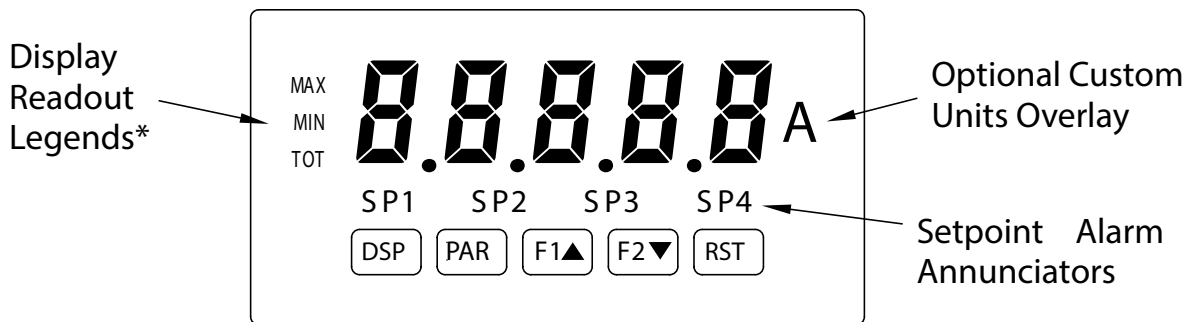 Display
Readout
Legends*
MAX
MIN
TOT
8.8.8.8.8
A
Optional Custom
Units Overlay
SP1 SP2 SP3 SP4
Setpoint Alarm
Annunciators
DSP PAR F1▲ F2▼ RST